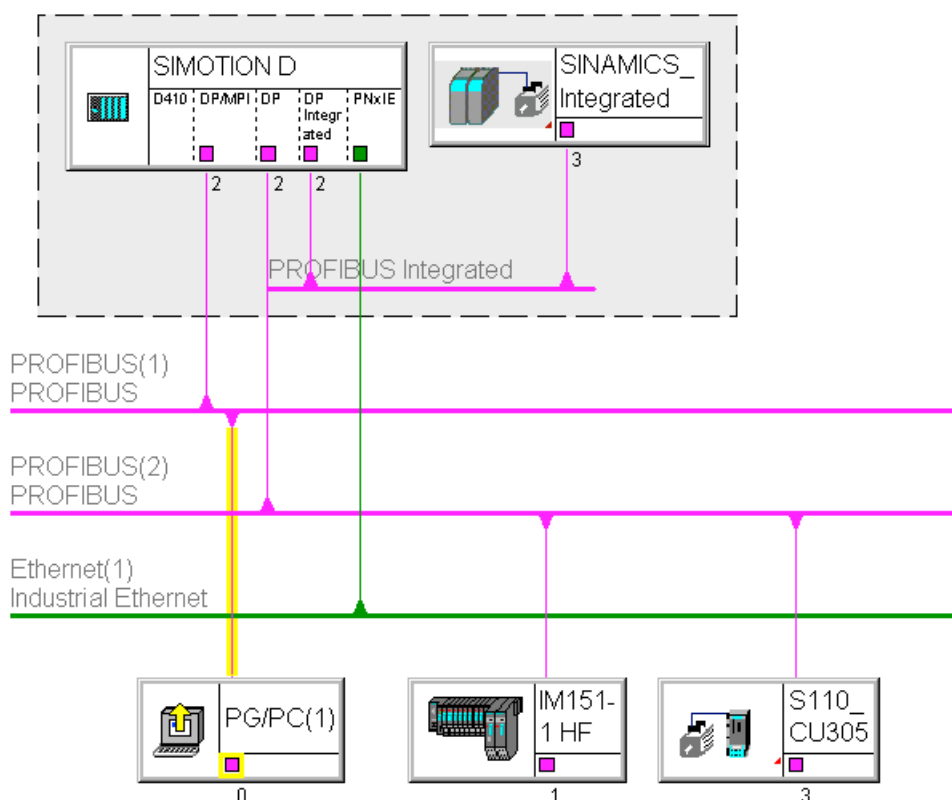 SIMOTION D
D410 DP/MPI DP DP Integr ated PNxIE
2 2 2
SINAMICS_
Integrated
3
PROFIBUS Integrated
PROFIBUS(1)
PROFIBUS
PROFIBUS(2)
PROFIBUS
Ethernet(1)
Industrial Ethernet
PG/PC(1)
0
IM151-
1 HF
1
S110_
CU305
3